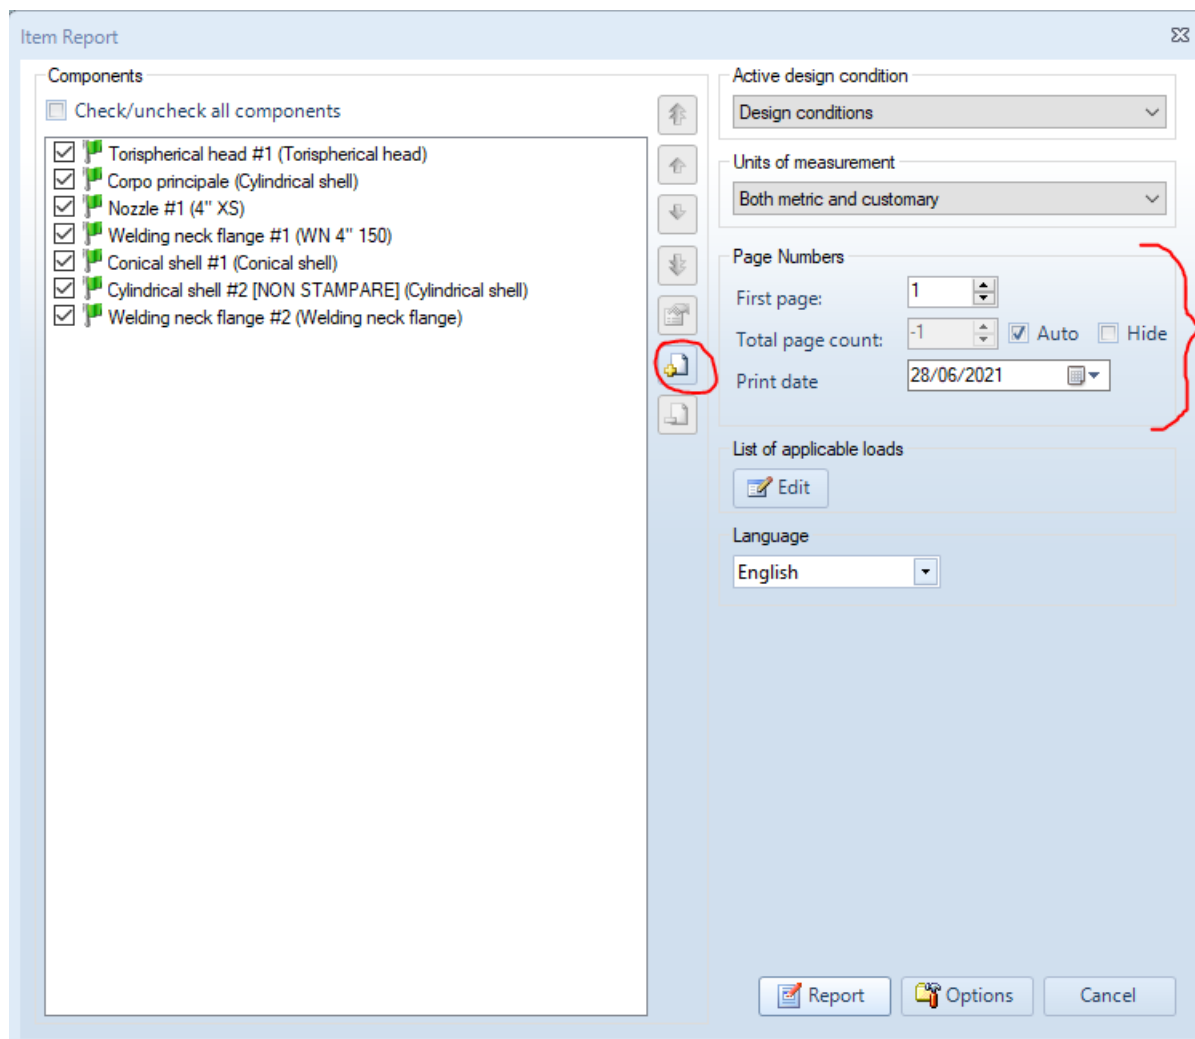 Item Report
Components
Check/uncheck all components
Torispherical head #1 (Torispherical head)
Corpo principale (Cylindrical shell)
Nozzle #1 (4" XS)
Welding neck flange #1 (WN 4" 150)
Conical shell #1 (Conical shell)
Cylindrical shell #2 [NON STAMPARE] (Cylindrical shell)
Welding neck flange #2 (Welding neck flange)
Active design condition
Design conditions
Units of measurement
Both metric and customary
Page Numbers
First page: 1
Total page count: -1 Auto Hide
Print date 28/06/2021
List of applicable loads
Edit
Language
English
Report Options Cancel